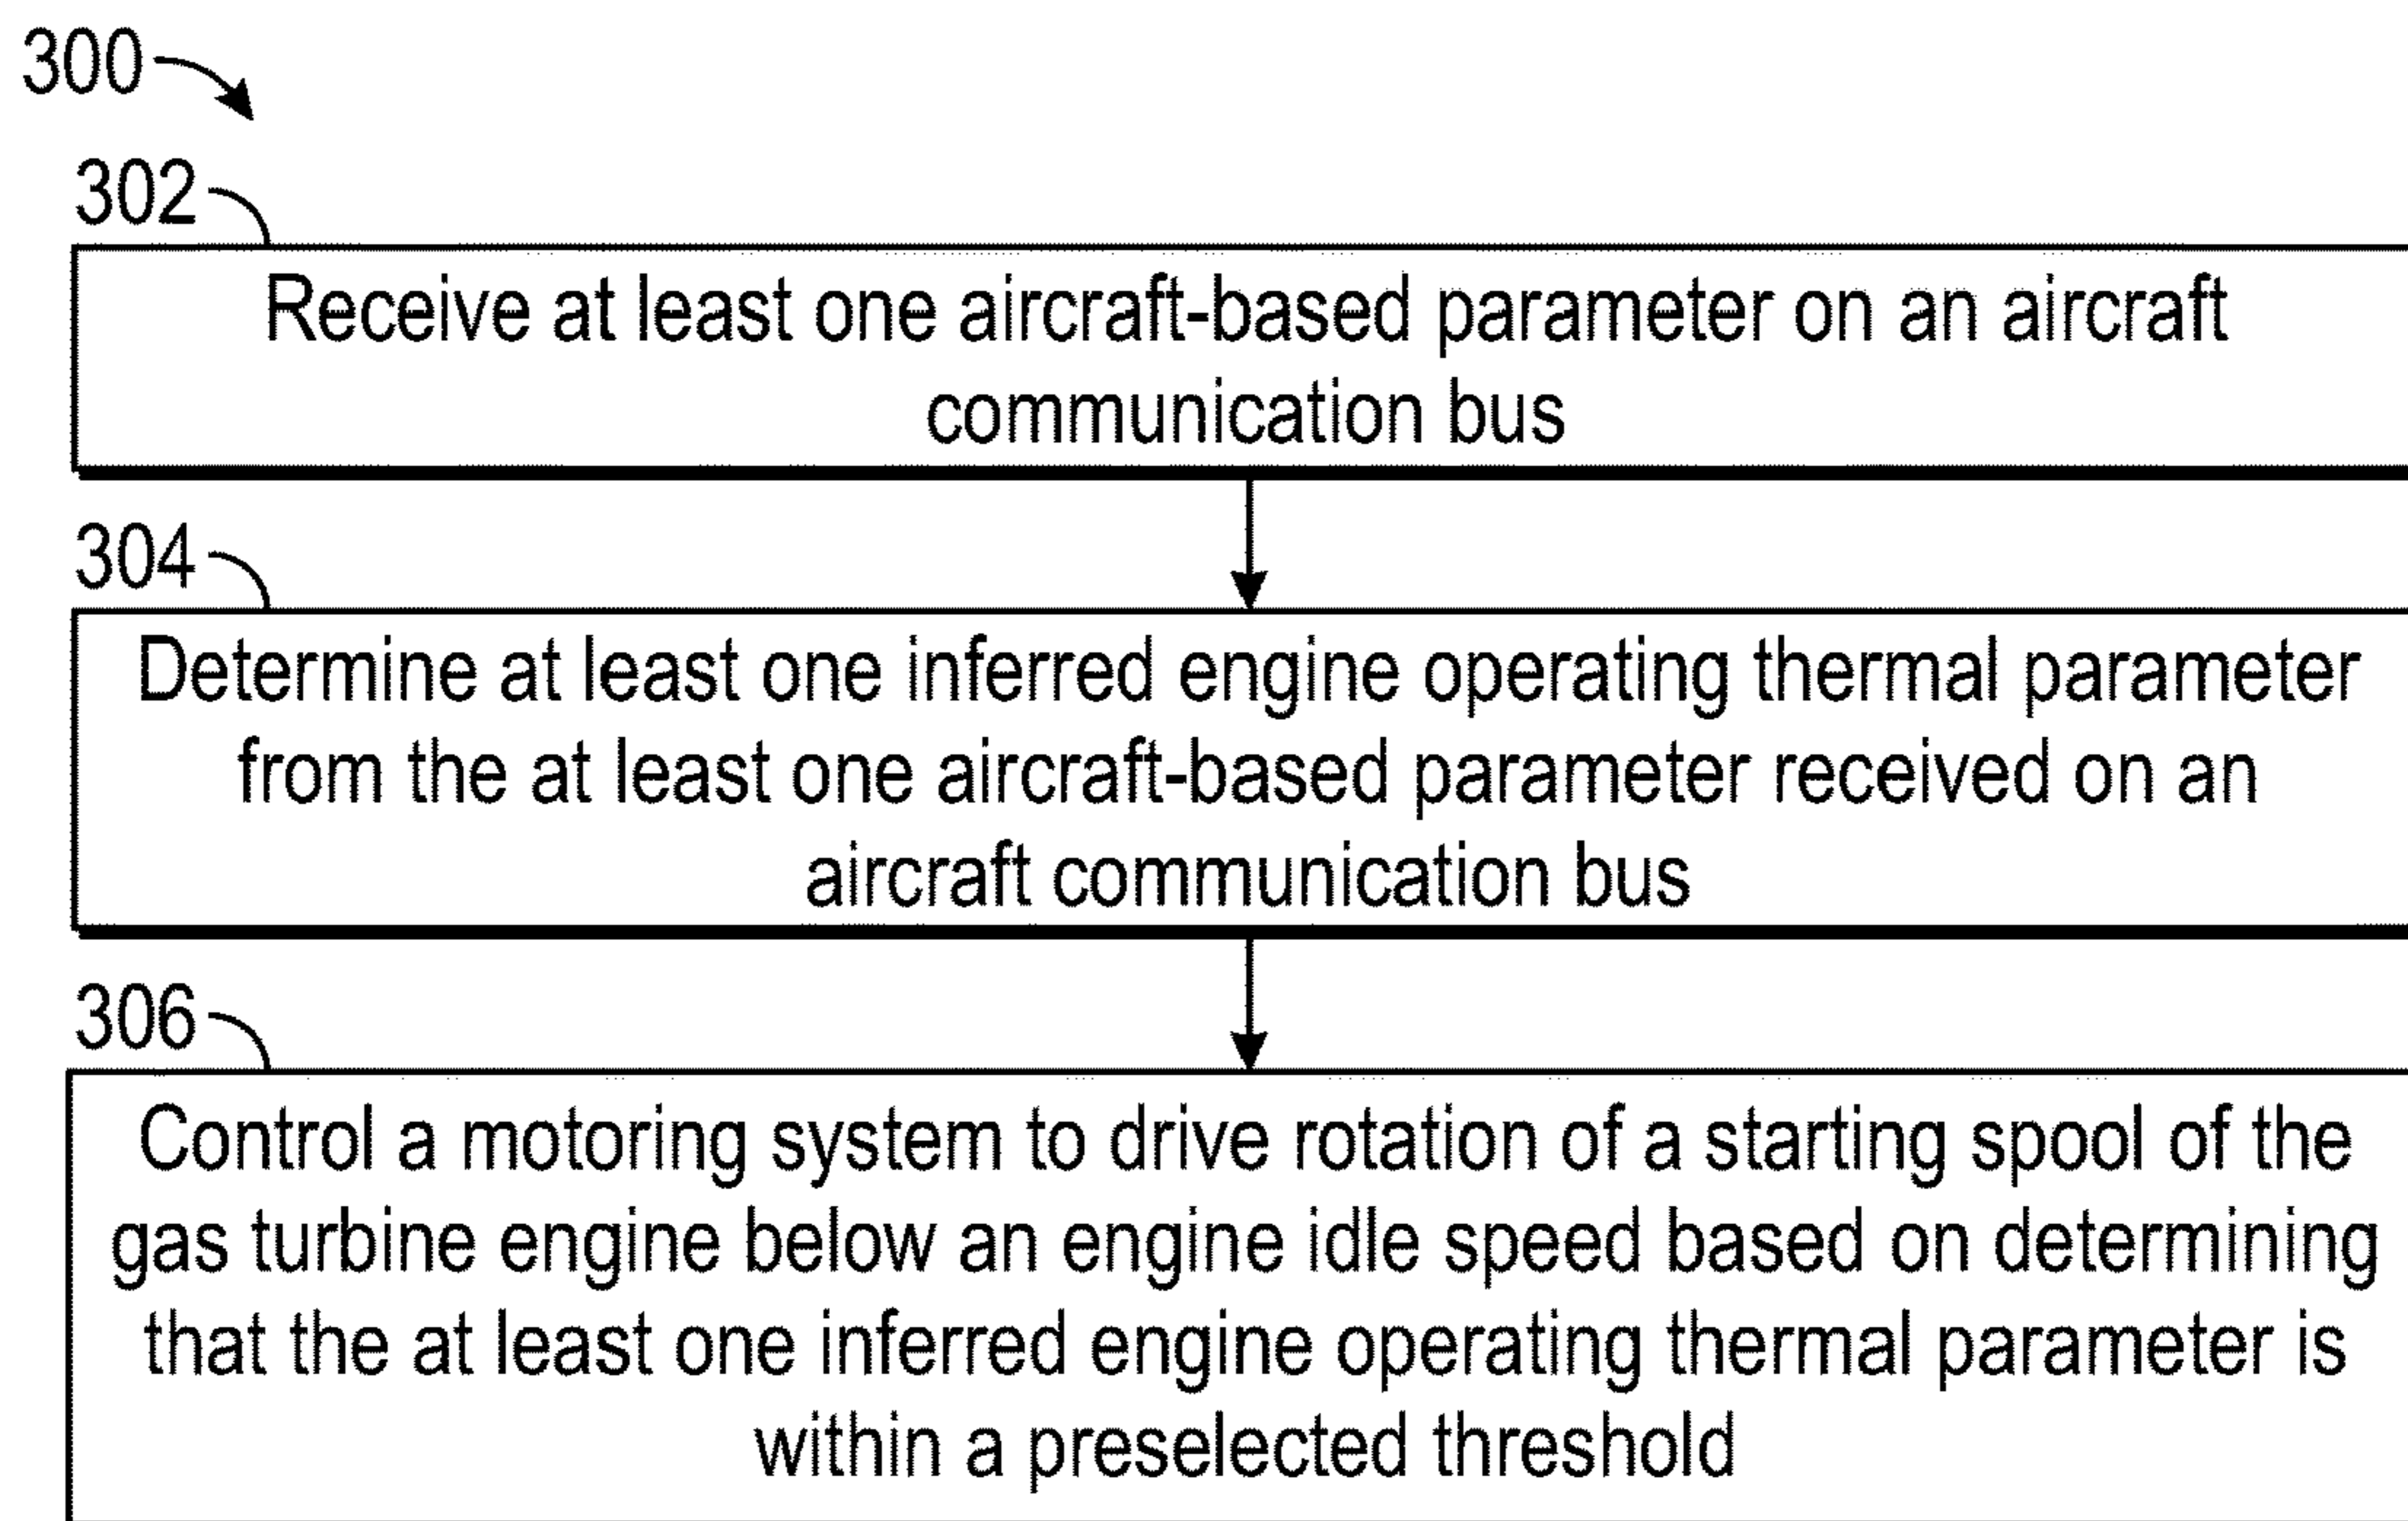 300
302
Receive at least one aircraft-based parameter on an aircraft
communication bus
304
Determine at least one inferred engine operating thermal parameter
from the at least one aircraft-based parameter received on an
aircraft communication bus
306
Control a motoring system to drive rotation of a starting spool of the
gas turbine engine below an engine idle speed based on determining
that the at least one inferred engine operating thermal parameter is
within a preselected threshold